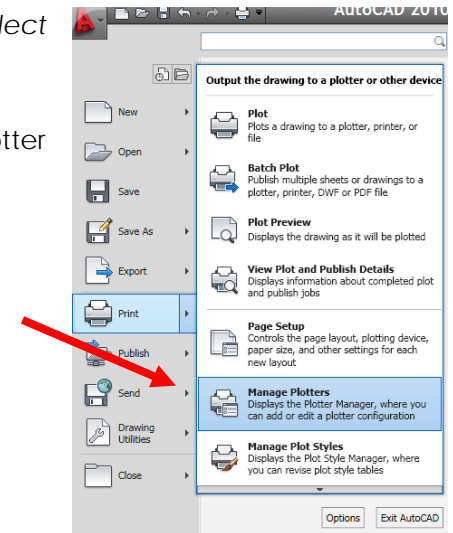 lect
AutoCAD 2010
Output the drawing to a plotter or other device
otter
New
Open
Save
Save As
Export
Print
Publish
Send
Drawing
Utilities
Close
Plot
Plots a drawing to a plotter, printer, or
file
Batch Plot
Publish multiple sheets or drawings to a
plotter, printer, DWF or PDF file
Plot Preview
Displays the drawing as it will be plotted
View Plot and Publish Details
Displays information about completed plot
and publish jobs
Page Setup
Controls the page layout, plotting device,
paper size, and other settings for each
new layout
Manage Plotters
Displays the Plotter Manager, where you
can add or edit a plotter configuration
Manage Plot Styles
Displays the Plot Style Manager, where
you can revise plot style tables
Options
Exit AutoCAD